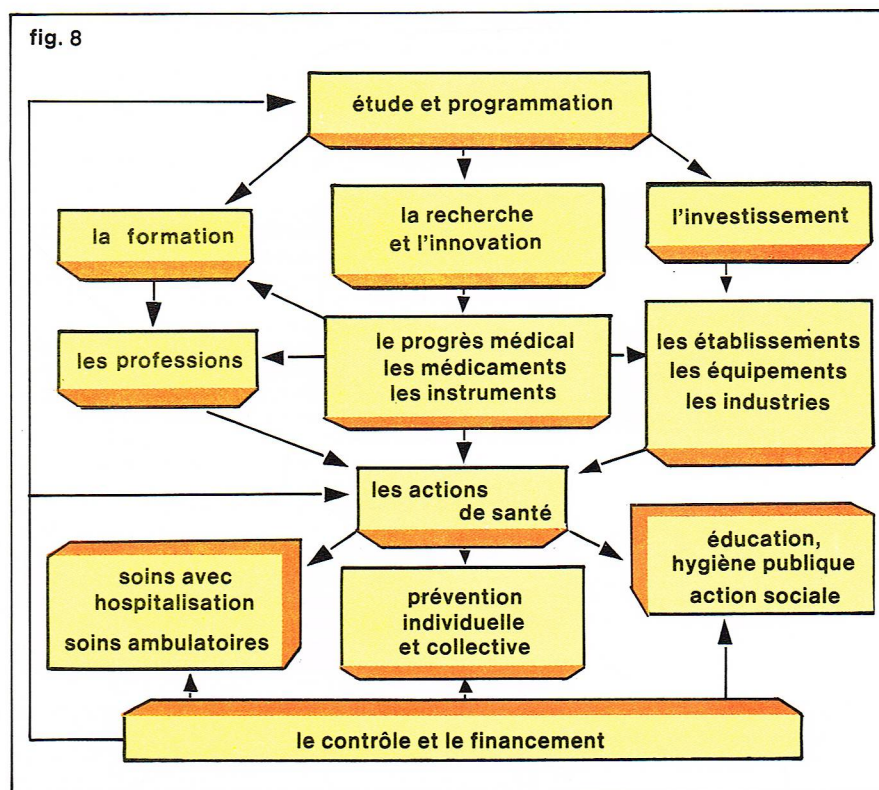 fig. 8
étude et programmation
la formation
la recherche
et l'innovation
l'investissement
les professions
le progrès médical
les médicaments
les instruments
les établissements
les équipements
les industries
les actions
de santé
soins avec
hospitalisation
soins ambulatoires
prévention
individuelle
et collective
éducation,
hygiène publique
action sociale
le contrôle et le financement